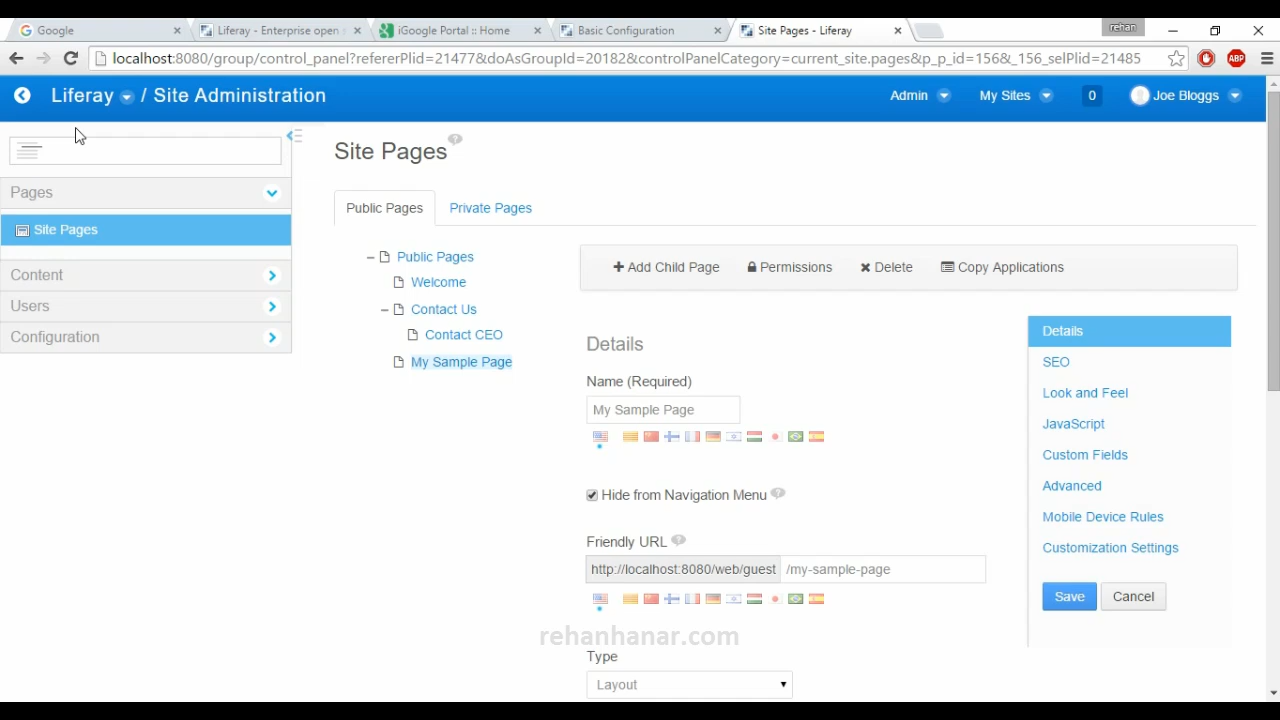 Google
Liferay - Enterprise open
iGoogle Portal :: Home
Basic Configuration
Site Pages - Liferay
rehan
localhost:8080/group/control_panel?refererPlid=21477&doAsGroupId=20182&controlPanelCategory=current_site.pages&p_p_id=156&_156_selPlid=21485
ABP
Liferay / Site Administration
Admin
My Sites
0
Joe Bloggs
Pages
Site Pages
Content
Users
Configuration
Site Pages
Public Pages
Private Pages
Public Pages
Welcome
Contact Us
Contact CEO
My Sample Page
Add Child Page
Permissions
Delete
Copy Applications
Details
Name (Required)
My Sample Page
Hide from Navigation Menu
Friendly URL
http://localhost:8080/web/guest
/my-sample-page
rehanhanar.com
Type
Layout
Details
SEO
Look and Feel
JavaScript
Custom Fields
Advanced
Mobile Device Rules
Customization Settings
Save
Cancel